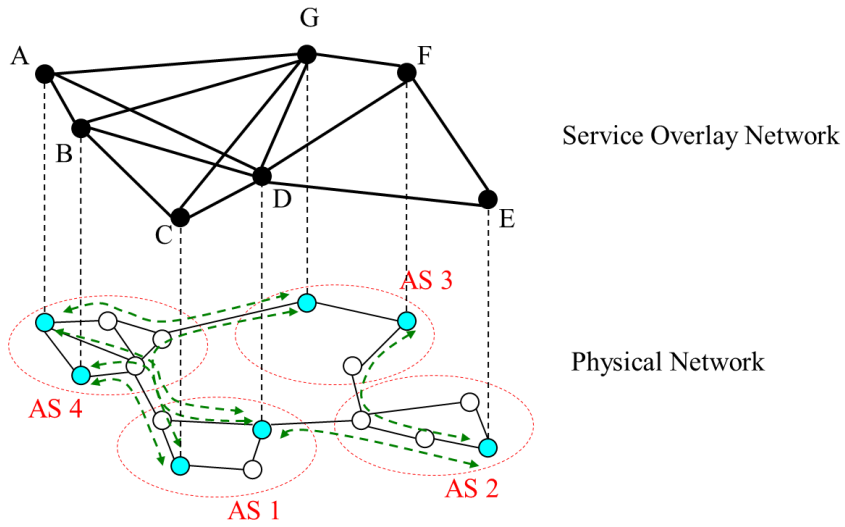 G
A
F
B
Service Overlay Network
D
E
C
AS 3
Physical Network
AS 4
AS 2
AS 1